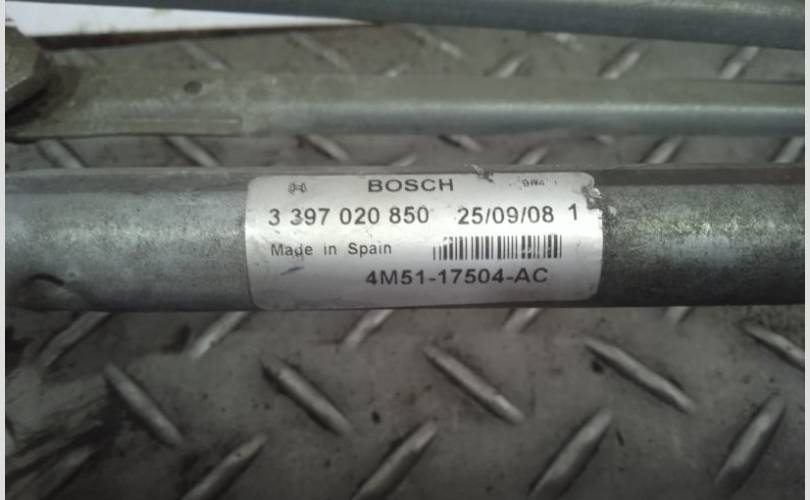 BOSCH
3 397 020 850 25/09/08 1
Made in Spain
4M51-17504-AC